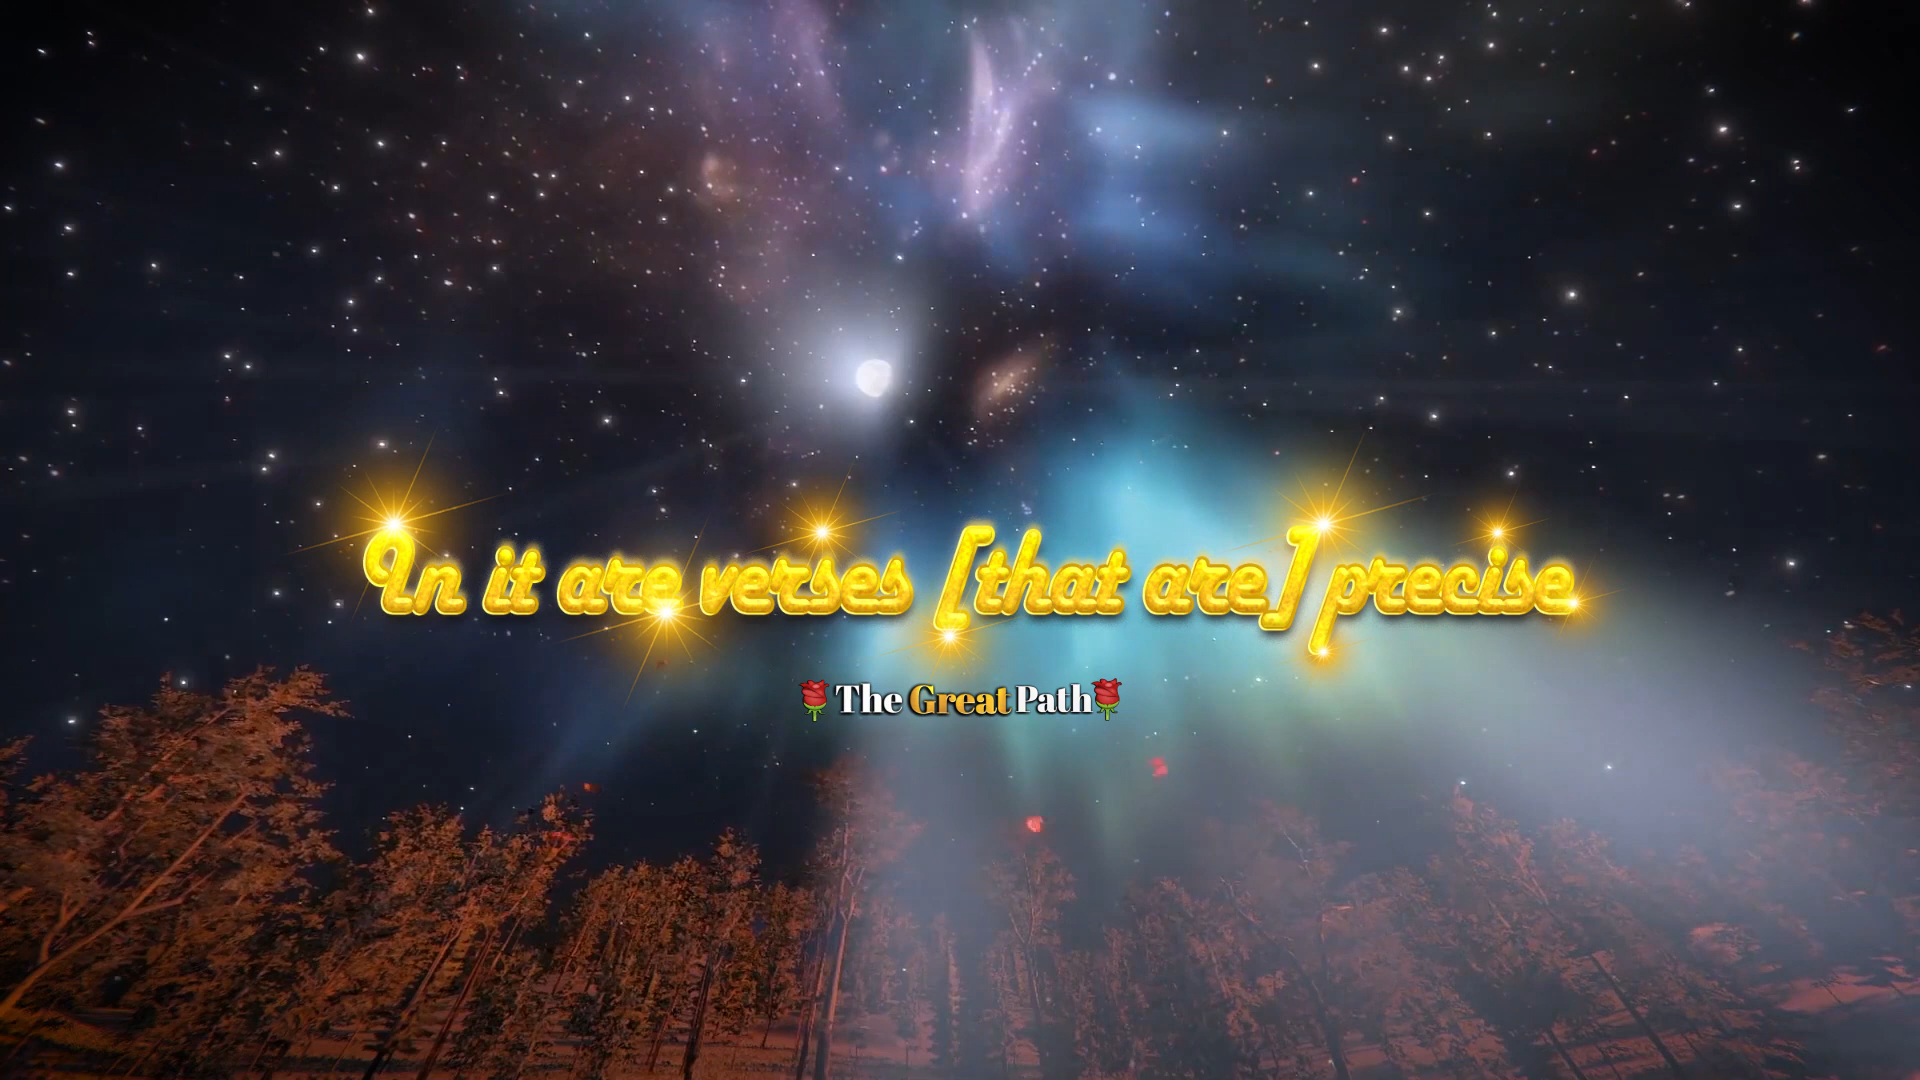 In it are verses [that are] precise
🌹The Great Path🌹